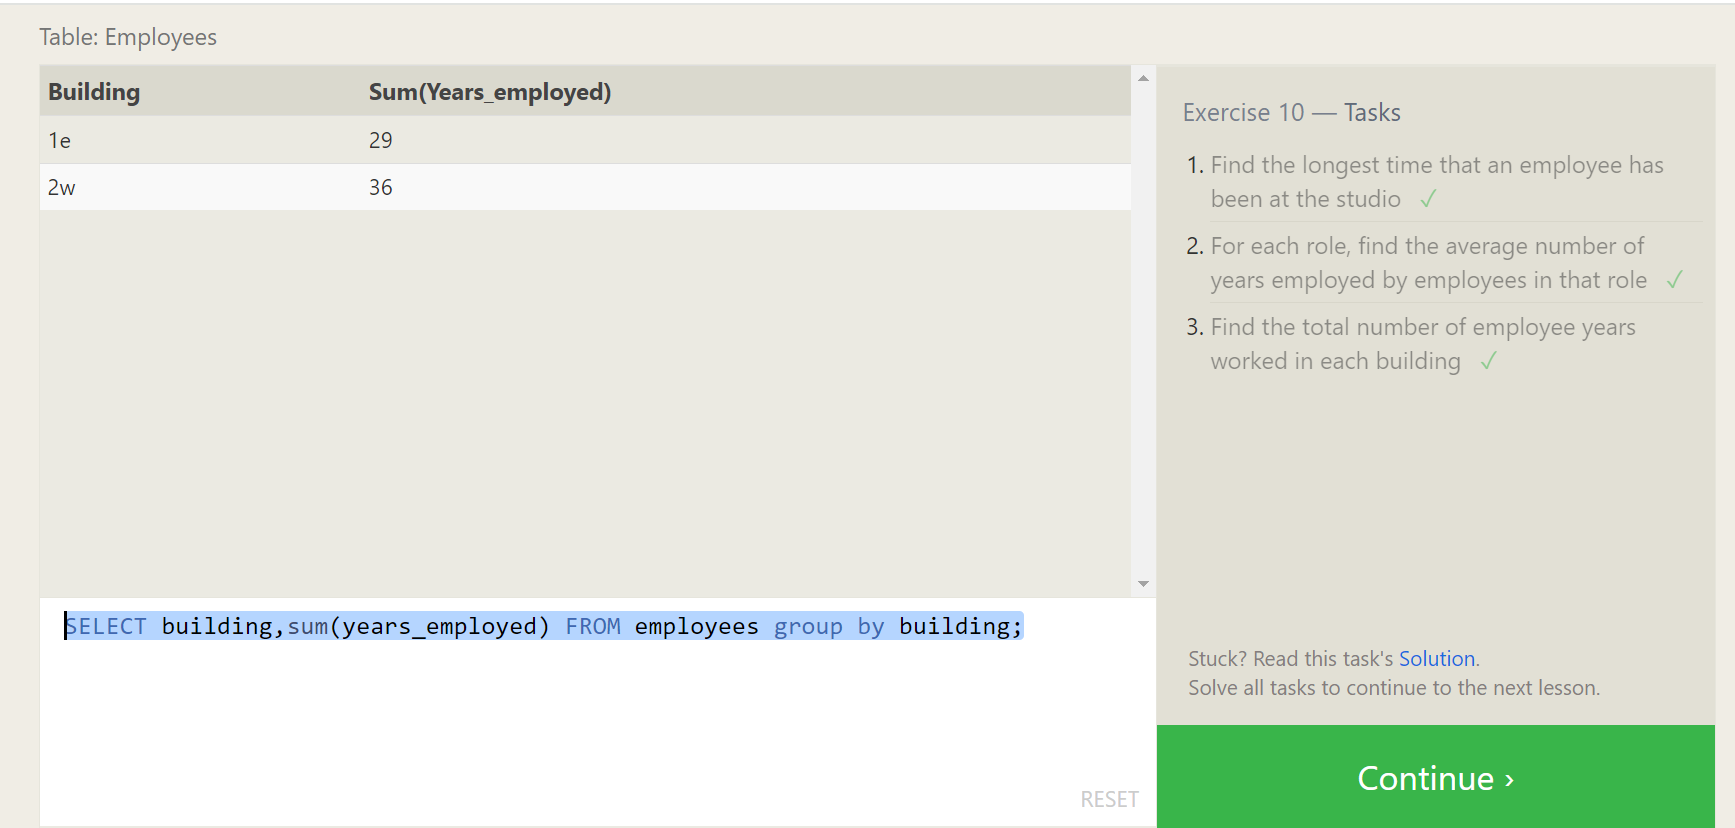 Table: Employees
Building Sum(Years_employed)
1e 29
2w 36
SELECT building,sum(years_employed) FROM employees group by building;
RESET
Exercise 10 — Tasks
1. Find the longest time that an employee has
been at the studio ✓
2. For each role, find the average number of
years employed by employees in that role ✓
3. Find the total number of employee years
worked in each building ✓
Stuck? Read this task's Solution.
Solve all tasks to continue to the next lesson.
Continue ›